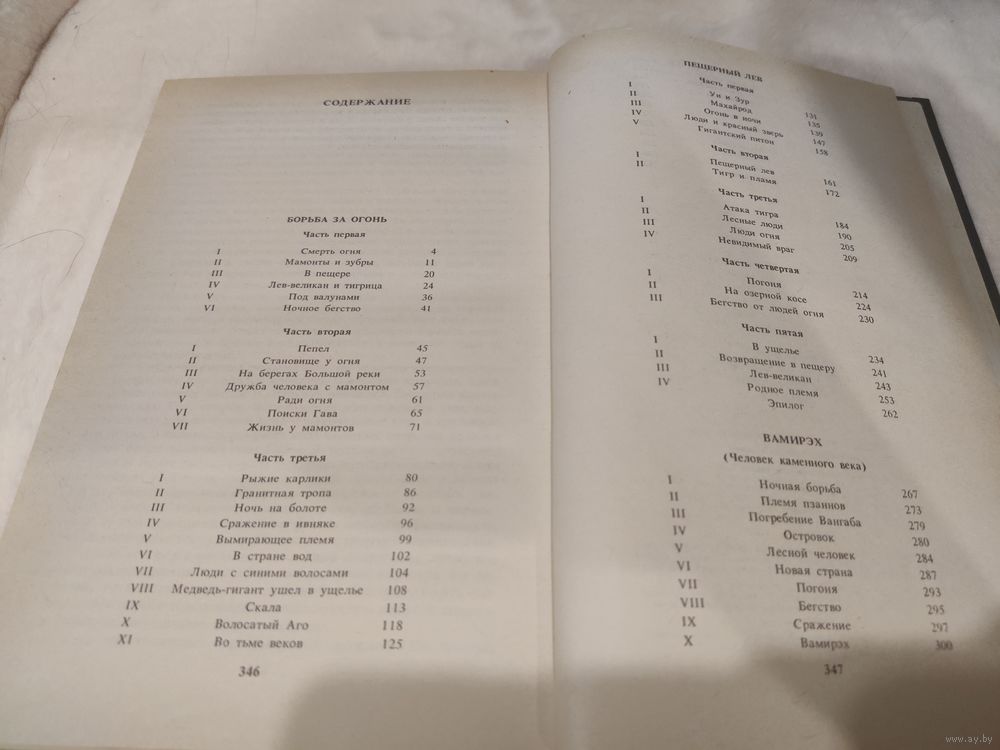 СОДЕРЖАНИЕ
БОРЬБА ЗА ОГОНЬ
Часть первая
I Смерть огня 4
II Мамонты и зубры 11
III В пещере 20
IV Лев-великан и тигрица 24
V Под валунами 36
VI Ночное бегство 41
Часть вторая
I Пепел 45
II Становище у огня 47
III На берегах Большой реки 53
IV Дружба человека с мамонтом 57
V Ради огня 61
VI Поиски Гава 65
VII Жизнь у мамонтов 71
Часть третья
I Рыжие карлики 80
II Гранитная тропа 86
III Ночь на болоте 92
IV Сражение в ивняке 96
V Вымирающее племя 99
VI В стране вод 102
VII Люди с синими волосами 104
VIII Медведь-гигант ушел в ущелье 108
IX Скала 113
X Волосатый Аго 118
XI Во тьме веков 125
346
ПЕЩЕРНЫЙ ЛЕВ
Часть первая
I Ун и Зур 131
II Махайрод 135
III Огонь в ночи 139
IV Люди и красный зверь 147
V Гигантский питон 158
Часть вторая
I Пещерный лев 161
II Тигр и пламя 172
Часть третья
I Атака тигра 184
II Лесные люди 190
III Люди огня 205
IV Невидимый враг 209
Часть четвертая
I Погоня 214
II На озерной косе 224
III Бегство от людей огня 230
Часть пятая
I В ущелье 234
II Возвращение в пещеру 241
III Лев-великан 243
IV Родное племя 253
Эпилог 262
ВАМИРЭХ
(Человек каменного века)
I Ночная борьба 267
II Племя пзаннов 273
III Погребение Вангаба 279
IV Островок 280
V Лесной человек 284
VI Новая страна 287
VII Погоня 293
VIII Бегство 295
IX Сражение 297
X Вамирэх 300
347
www.ay.by